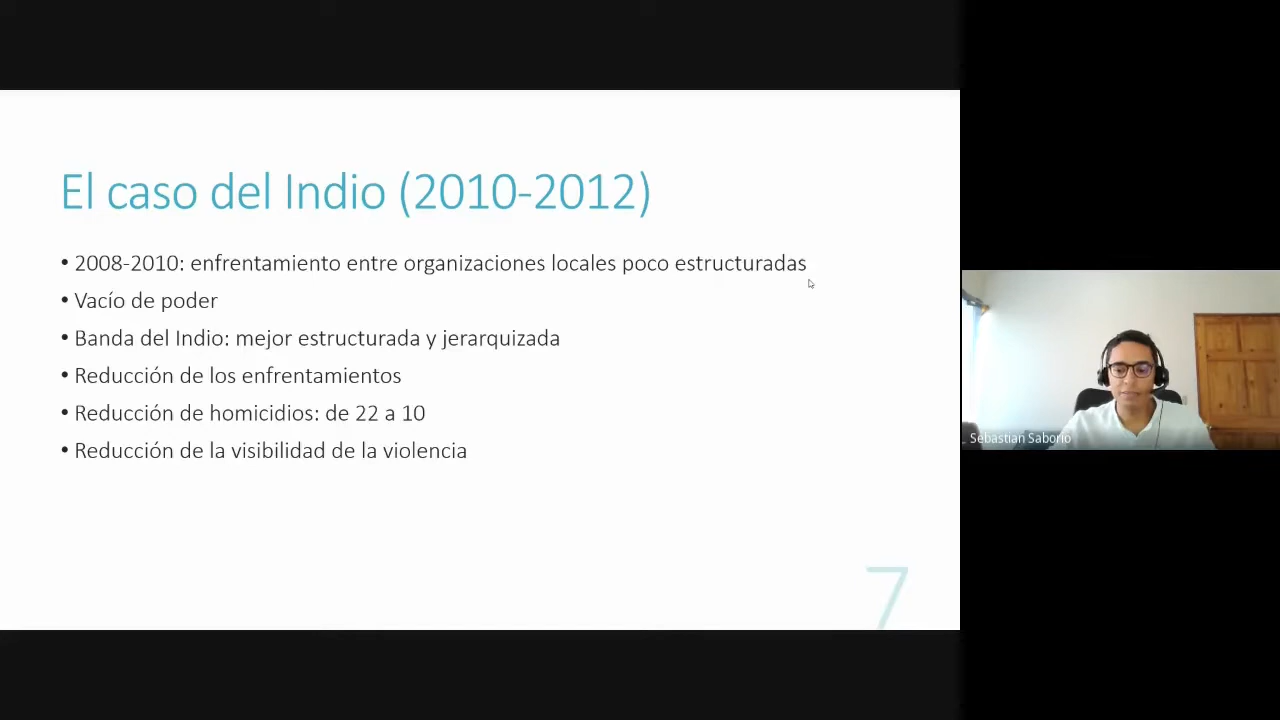 El caso del Indio (2010-2012)
• 2008-2010: enfrentamiento entre organizaciones locales poco estructuradas
• Vacío de poder
• Banda del Indio: mejor estructurada y jerarquizada
• Reducción de los enfrentamientos
• Reducción de homicidios: de 22 a 10
• Reducción de la visibilidad de la violencia
7
Sebastian Saborio